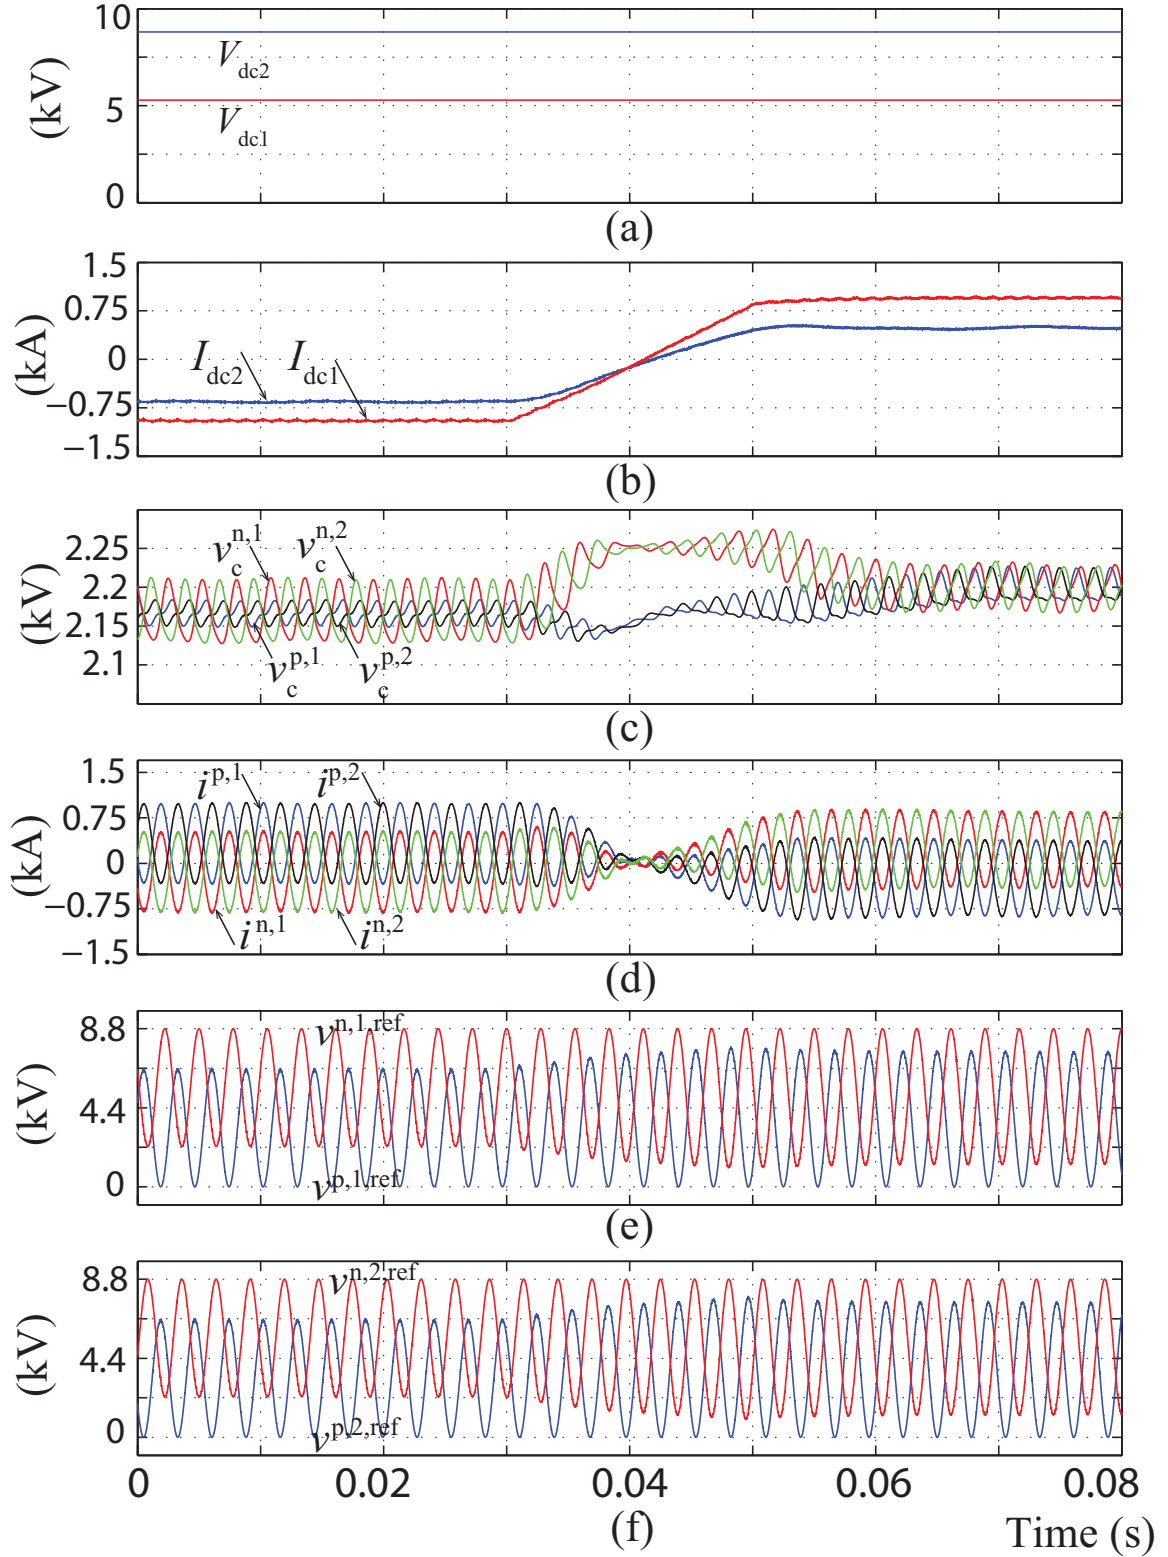 10
5
0
(kV)
V dc2
V dc1
(a)
1.5
0.75
0
−0.75
−1.5
(kA)
I dc2
I dc1
(b)
2.25
2.2
2.15
2.1
(kV)
v c n,1
v c n,2
v c p,1
v c p,2
(c)
1.5
0.75
0
−0.75
−1.5
(kA)
i p,1
i p,2
i n,1
i n,2
(d)
8.8
4.4
0
(kV)
v n,1,ref
v p,1,ref
(e)
8.8
4.4
0
(kV)
v n,2,ref
v p,2,ref
0 0.02 0.04 0.06 0.08
(f)
Time (s)